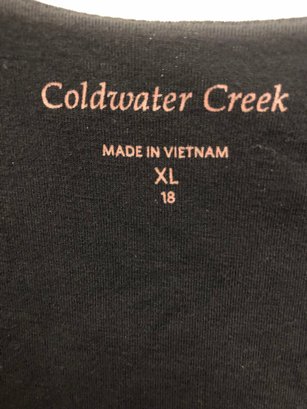 Coldwater Creek
MADE IN VIETNAM
XL
18